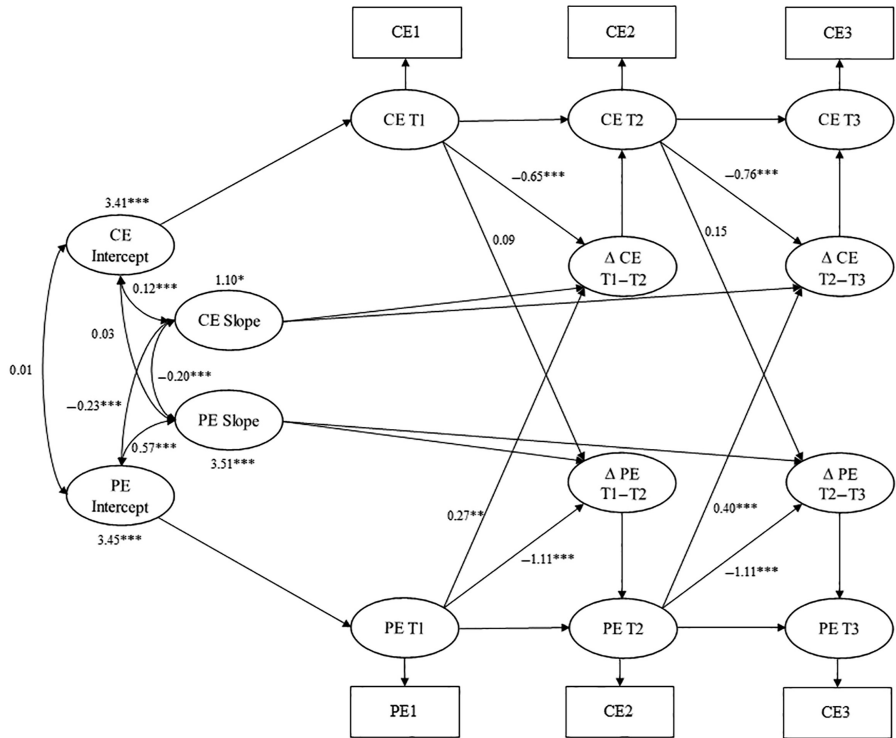 CE1
CE2
CE3
CE T1
CE T2
CE T3
−0.65***
−0.76***
3.41***
0.09
0.15
CE
Intercept
Δ CE
T1−T2
Δ CE
T2−T3
0.12***
1.10*
CE Slope
0.03
0.01
−0.20***
−0.23***
PE Slope
0.57***
3.51***
PE
Intercept
3.45***
Δ PE
T1−T2
Δ PE
T2−T3
0.27**
0.40***
−1.11***
−1.11***
PE T1
PE T2
PE T3
PE1
CE2
CE3